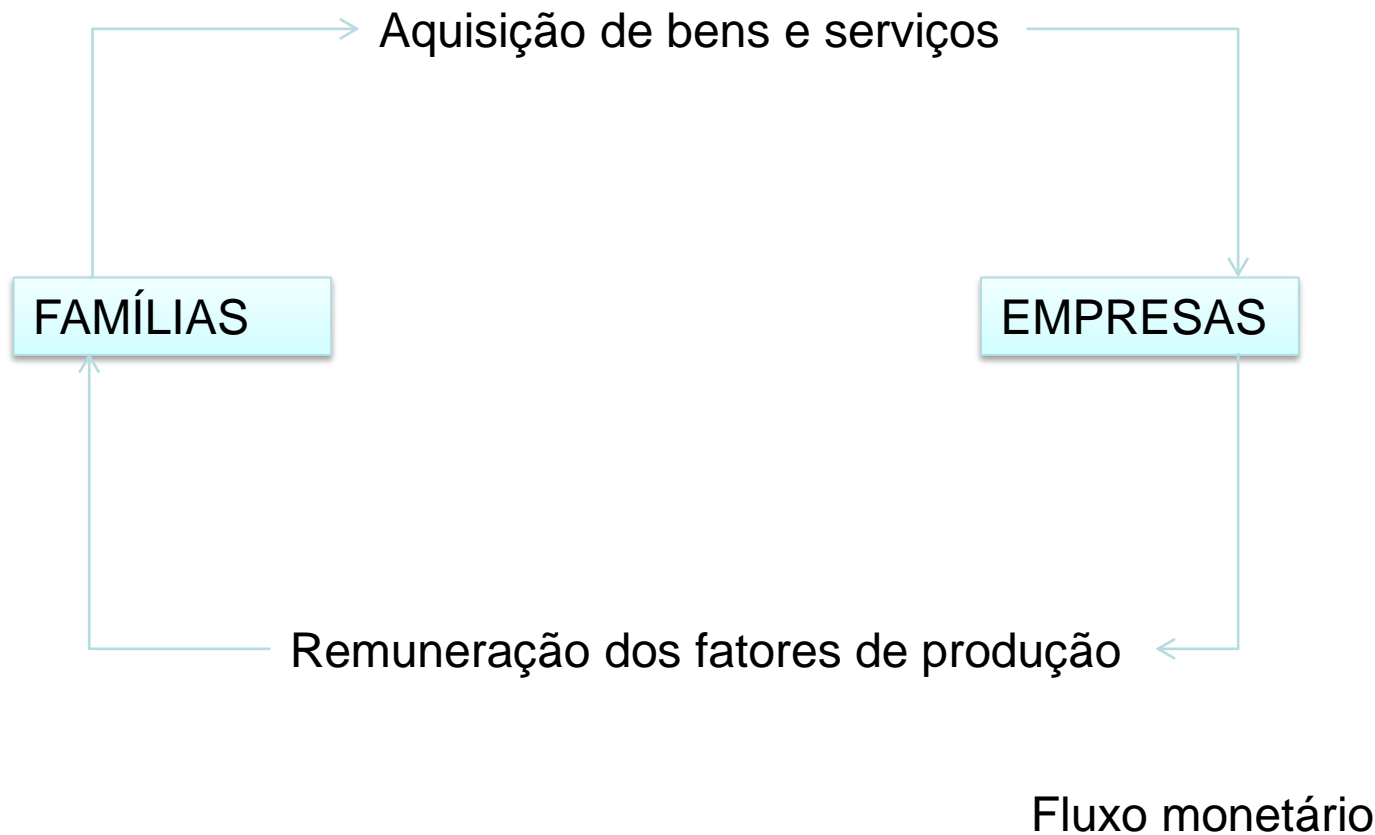 Aquisição de bens e serviços
FAMÍLIAS
EMPRESAS
Remuneração dos fatores de produção
Fluxo monetário